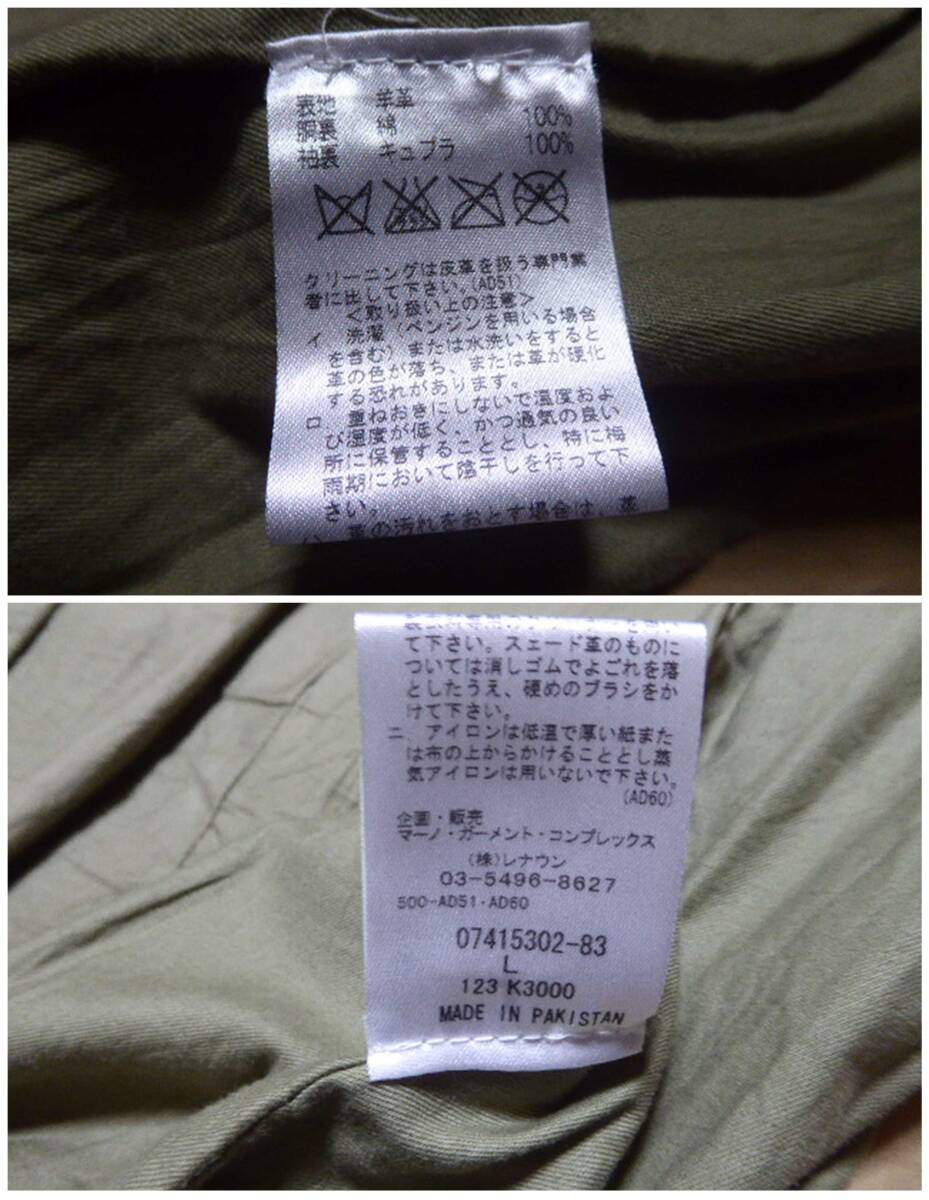 表地 羊革
胴裏 綿 100%
袖裏 キュプラ 100%
クリーニングは皮革を扱う専門業
者に出して下さい。(AD51)
<取り扱い上の注意>
イ 洗濯(ベンジンを用いる場合
を含む)または水洗いをすると
革の色が落ち、または革が硬化
する恐れがあります。
ロ 重ねおきにしないで温度およ
び湿度が低く、かつ通気の良い
所に保管することとし、特に梅
雨期において陰干しを行って下
さい。
ハ 革の汚れをおとす場合は、革
て下さい。スェード革のものに
ついては消しゴムでよごれを落
としたうえ、硬めのブラシをか
けて下さい。
ニ アイロンは低温で厚い紙また
は布の上からかけることとし蒸
気アイロンは用いないで下さい。
(AD60)
企画・販売
マーノ・ガーメント・コンプレックス
(株)レナウン
03-5496-8627
500-AD51・AD60
07415302-83
L
123 K3000
MADE IN PAKISTAN